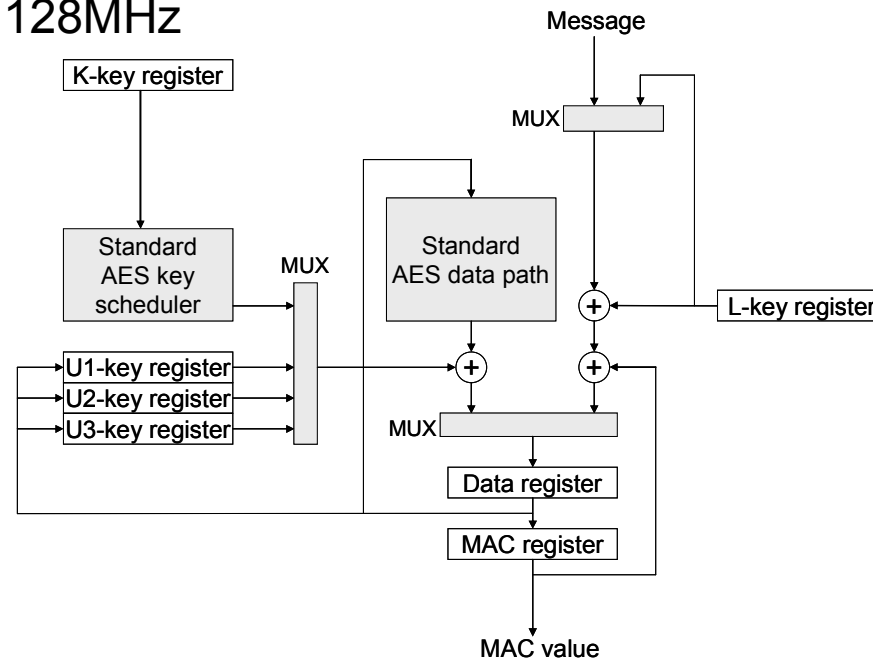 128MHz
Message
K-key register
MUX
Standard
AES key
scheduler
MUX
Standard
AES data path
+
L-key register
U1-key register
+
+
U2-key register
U3-key register
MUX
Data register
MAC register
MAC value